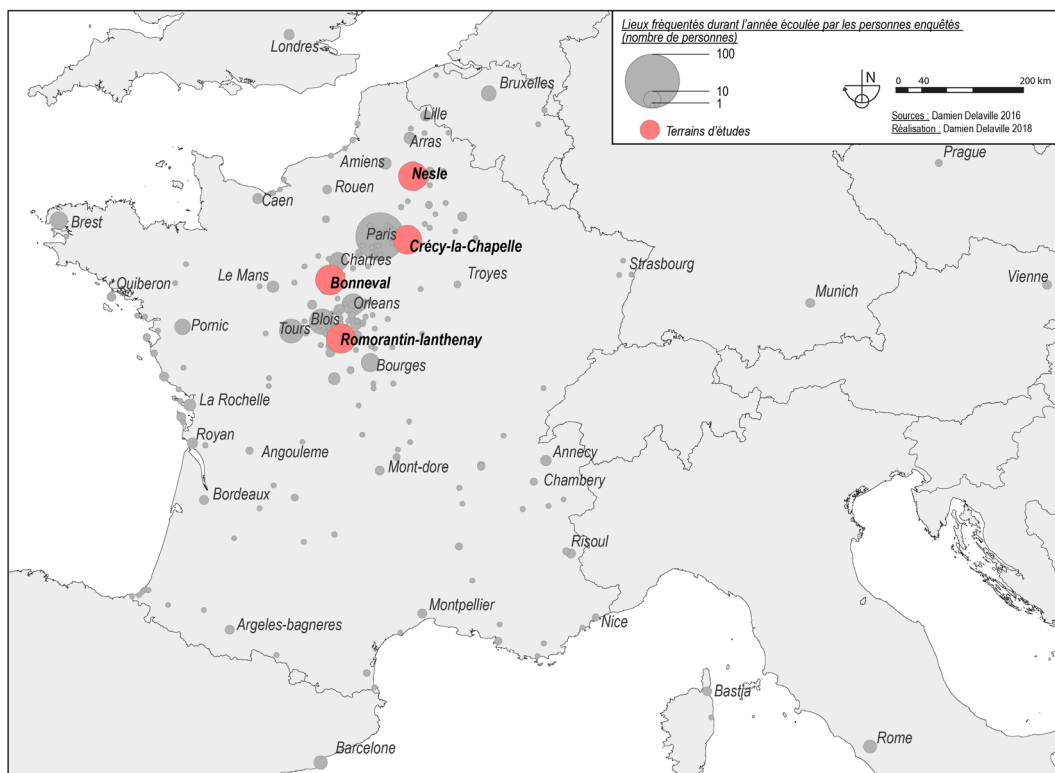 Lieux fréquentés durant l'année écoulée par les personnes enquêtés
(nombre de personnes)
100
10
1
Terrains d'études
N
0 40 200 km
Sources : Damien Delaville 2016
Réalisation : Damien Delaville 2018
Londres
Bruxelles
Lille
Arras
Prague
Amiens
Nesle
Rouen
Caen
Brest
Paris
Crécy-la-Chapelle
Chartres
Strasbourg
Troyes
Le Mans
Bonneval
Vienne
Quiberon
Munich
Orleans
Blois
Pornic
Tours
Romorantin-lanthenay
Bourges
La Rochelle
Royan
Angouleme
Annecy
Mont-dore
Chambery
Bordeaux
Risoul
Montpellier
Nice
Argeles-bagneres
Bastia
Rome
Barcelone